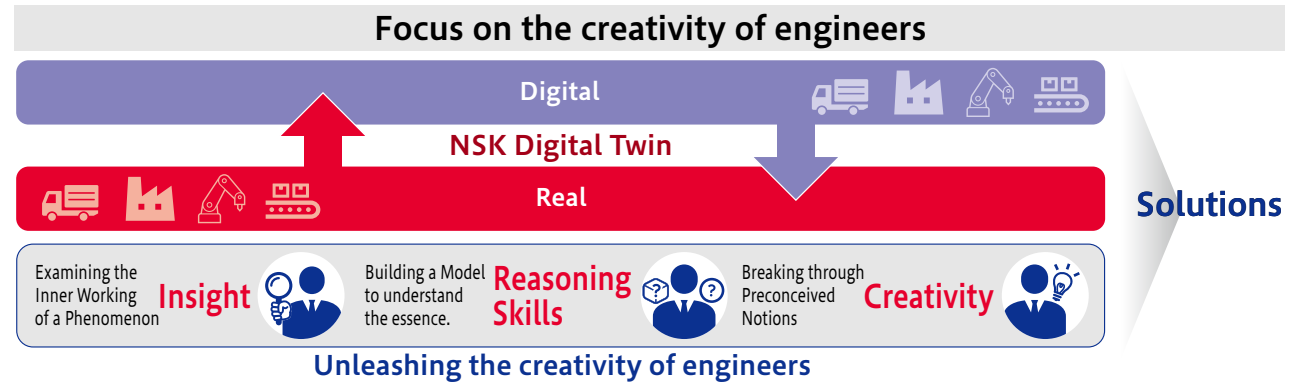 Focus on the creativity of engineers
Digital
NSK Digital Twin
Real
Solutions
Examining the
Inner Working
of a Phenomenon
Insight
Building a Model
to understand
the essence.
Reasoning
Skills
? ?
Breaking through
Preconceived
Notions
Creativity
Unleashing the creativity of engineers